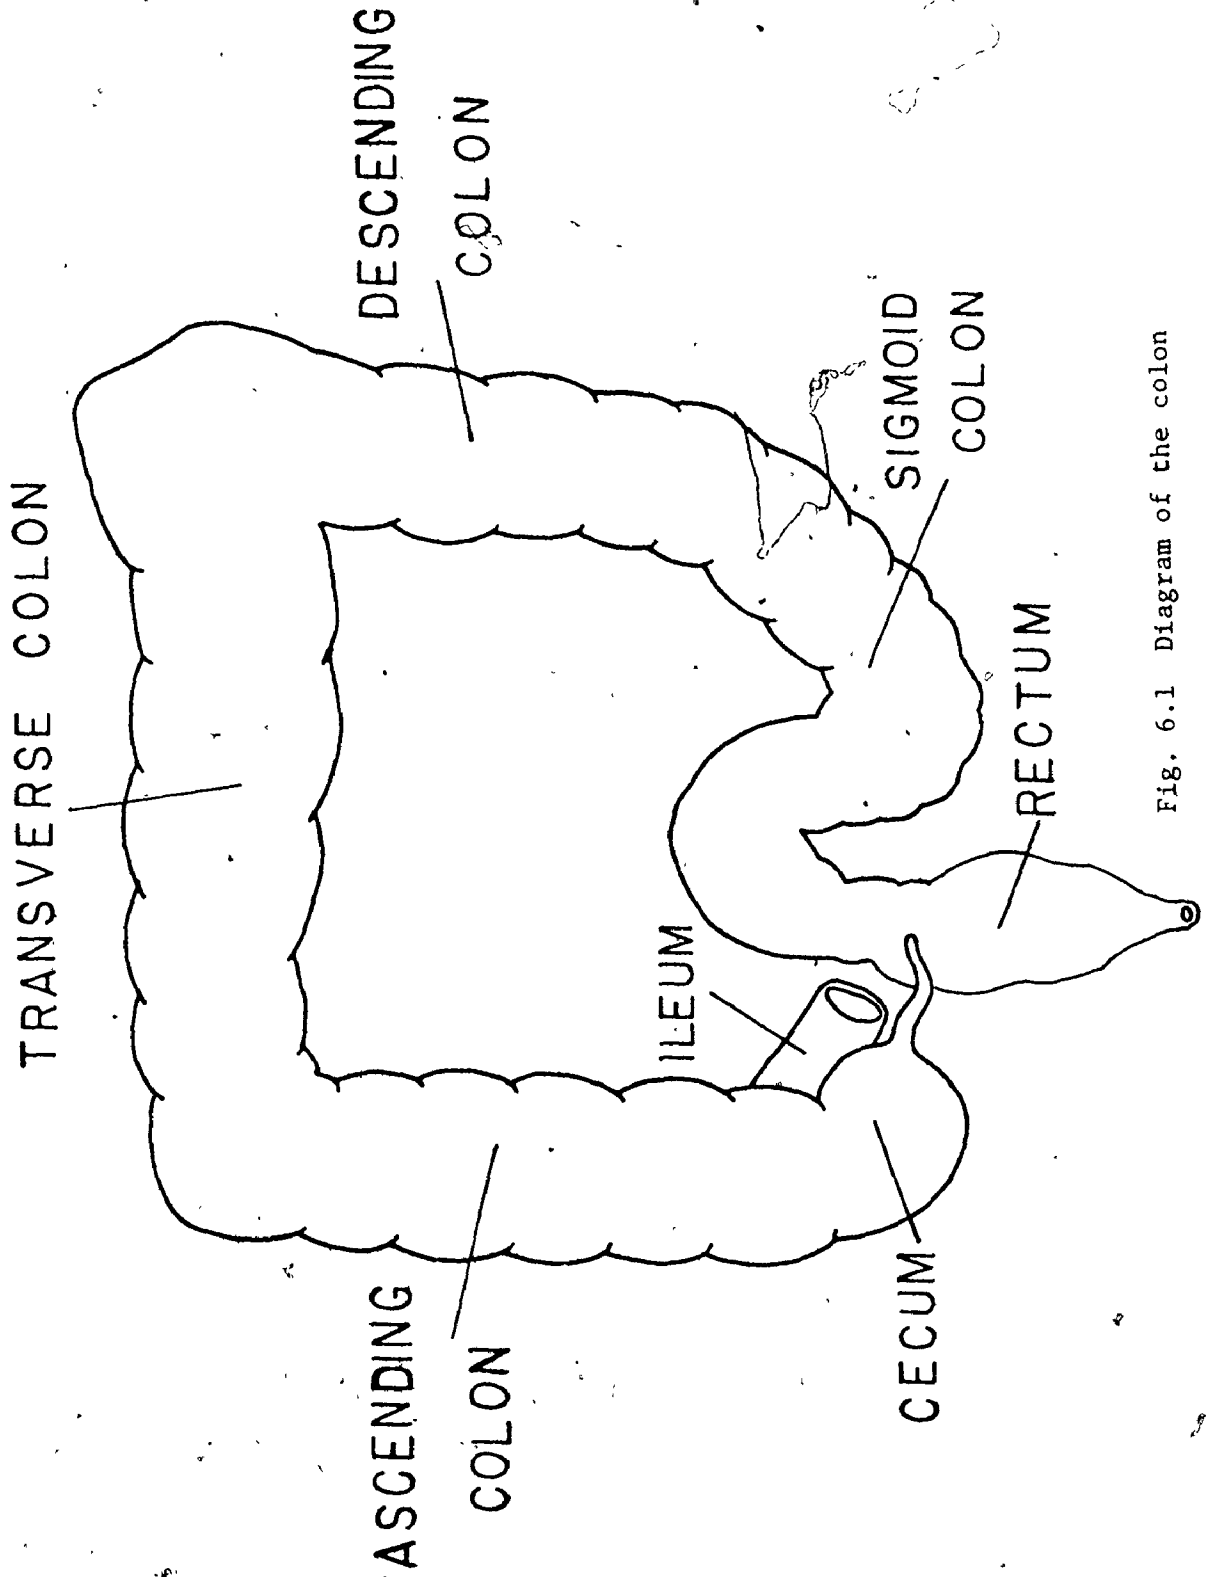 TRANSVERSE COLON
DESCENDING
COLON
ASCENDING
COLON
ILEUM
SIGMOID
COLON
CECUM
RECTUM
Fig. 6.1 Diagram of the colon